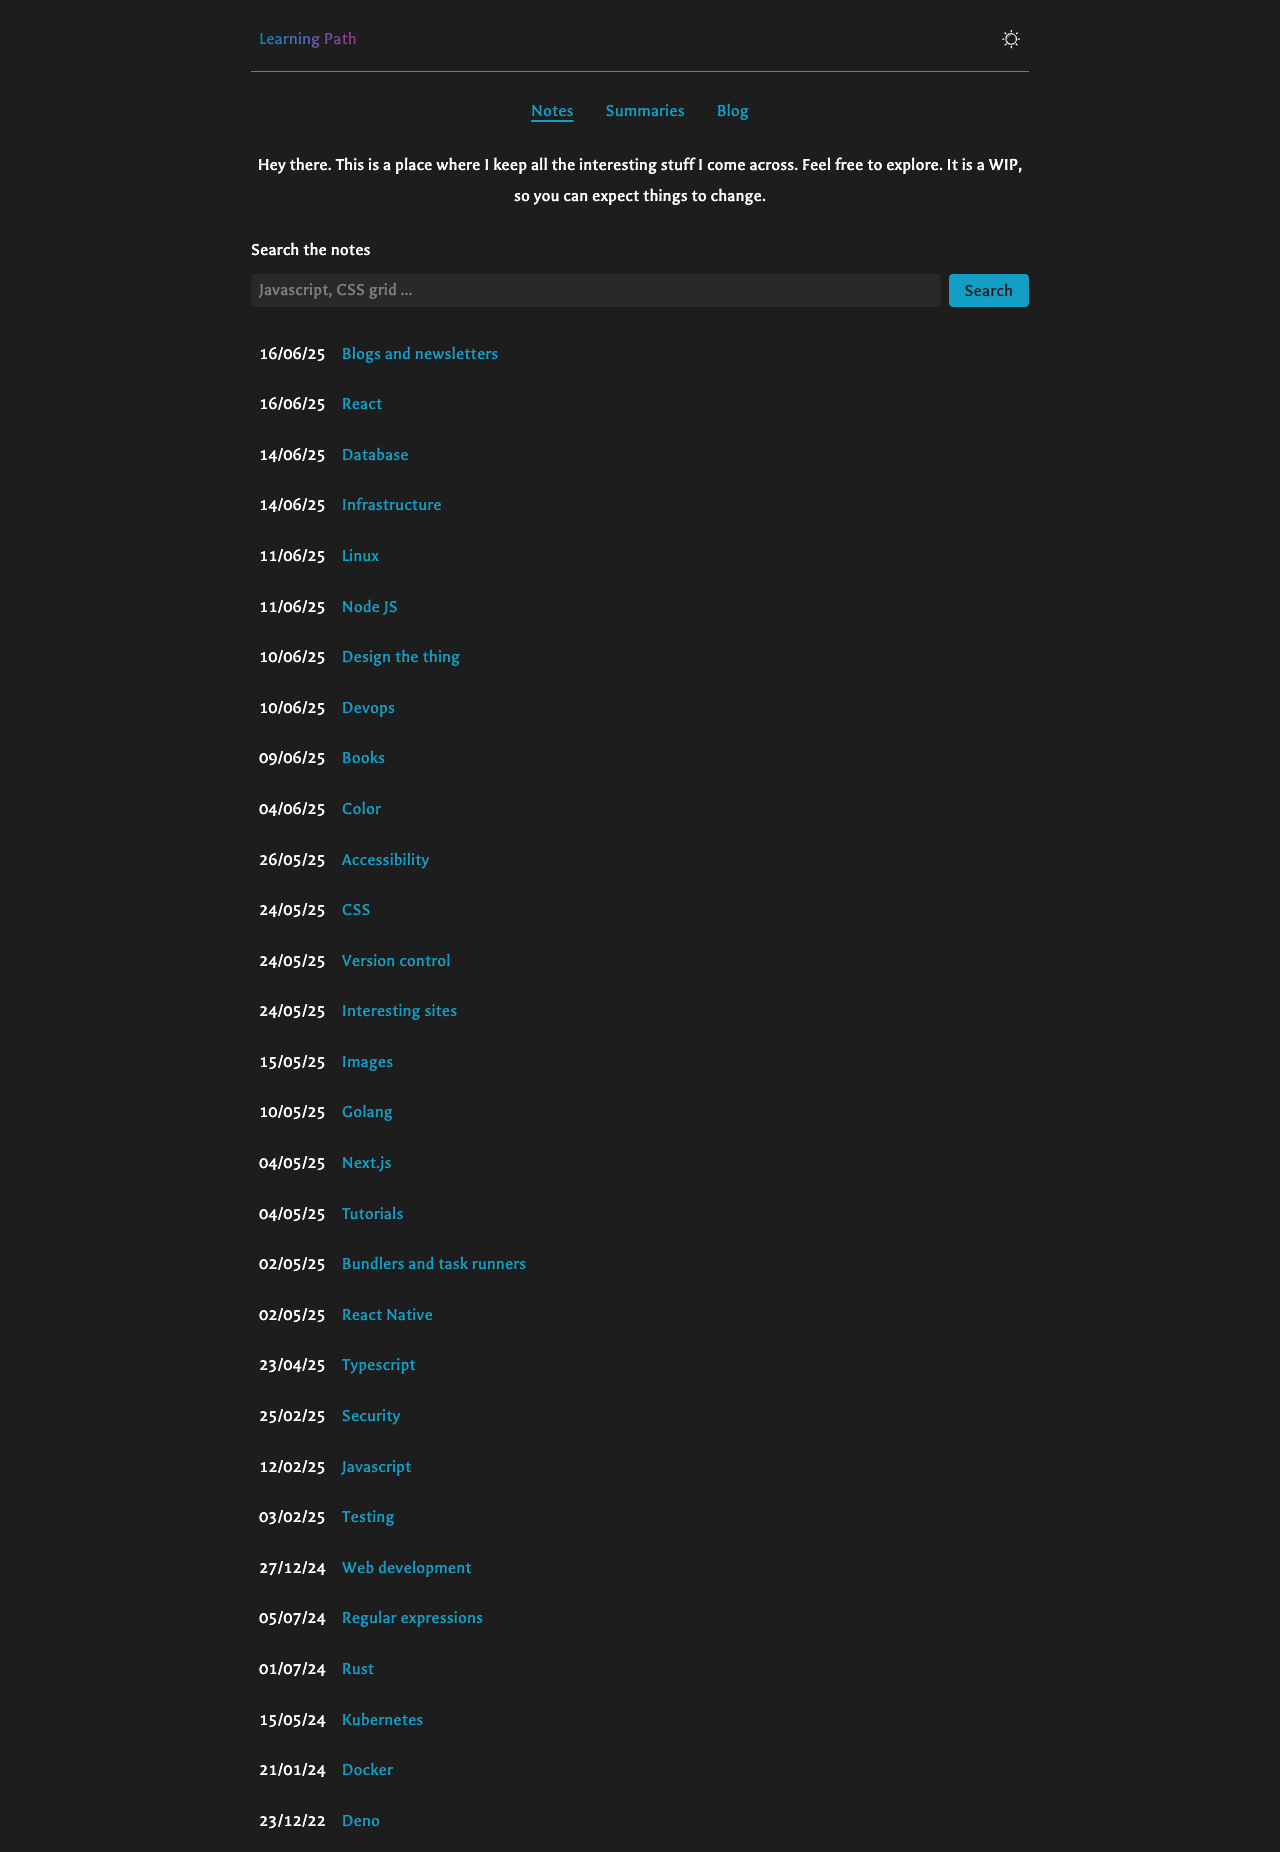 Learning Path
Notes Summaries Blog
Hey there. This is a place where I keep all the interesting stuff I come across. Feel free to explore. It is a WIP,
so you can expect things to change.
Search the notes
Javascript, CSS grid ... Search
16/06/25 Blogs and newsletters
16/06/25 React
14/06/25 Database
14/06/25 Infrastructure
11/06/25 Linux
11/06/25 Node JS
10/06/25 Design the thing
10/06/25 Devops
09/06/25 Books
04/06/25 Color
26/05/25 Accessibility
24/05/25 CSS
24/05/25 Version control
24/05/25 Interesting sites
15/05/25 Images
10/05/25 Golang
04/05/25 Next.js
04/05/25 Tutorials
02/05/25 Bundlers and task runners
02/05/25 React Native
23/04/25 Typescript
25/02/25 Security
12/02/25 Javascript
03/02/25 Testing
27/12/24 Web development
05/07/24 Regular expressions
01/07/24 Rust
15/05/24 Kubernetes
21/01/24 Docker
23/12/22 Deno